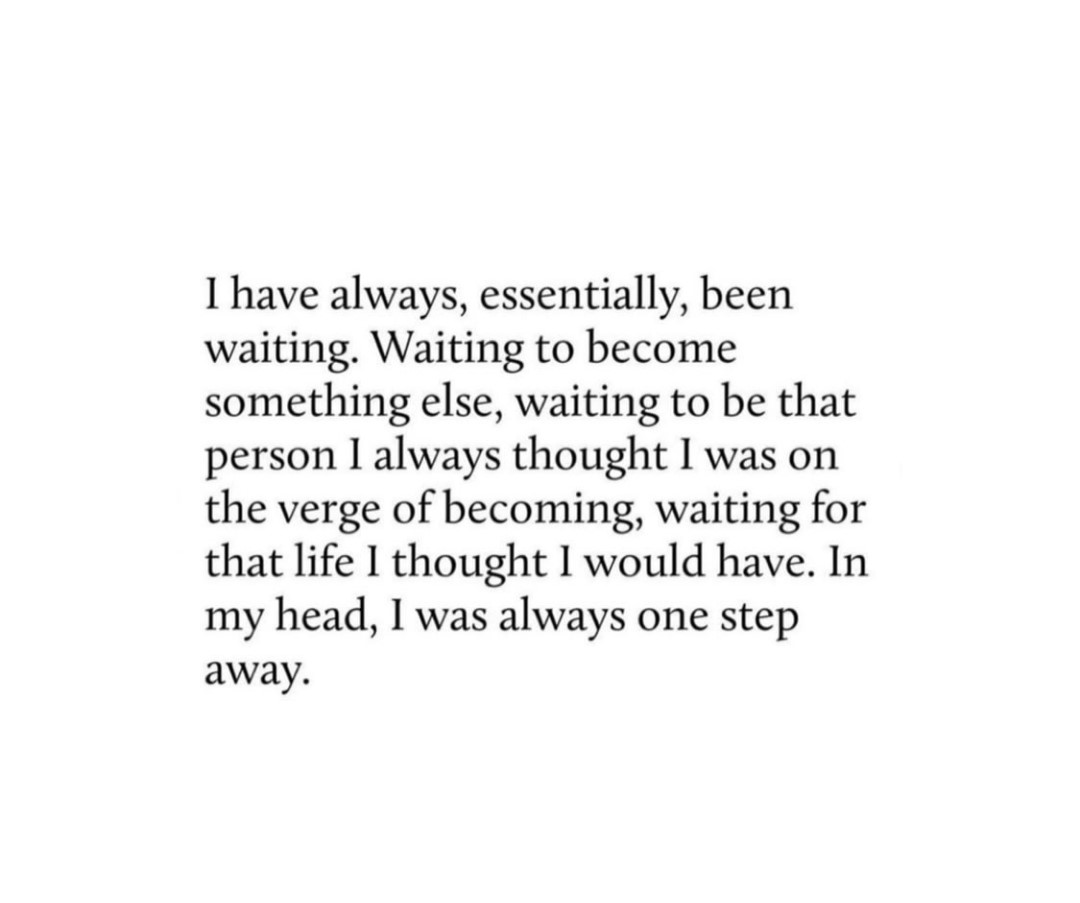 I have always, essentially, been
waiting. Waiting to become
something else, waiting to be that
person I always thought I was on
the verge of becoming, waiting for
that life I thought I would have. In
my head, I was always one step
away.